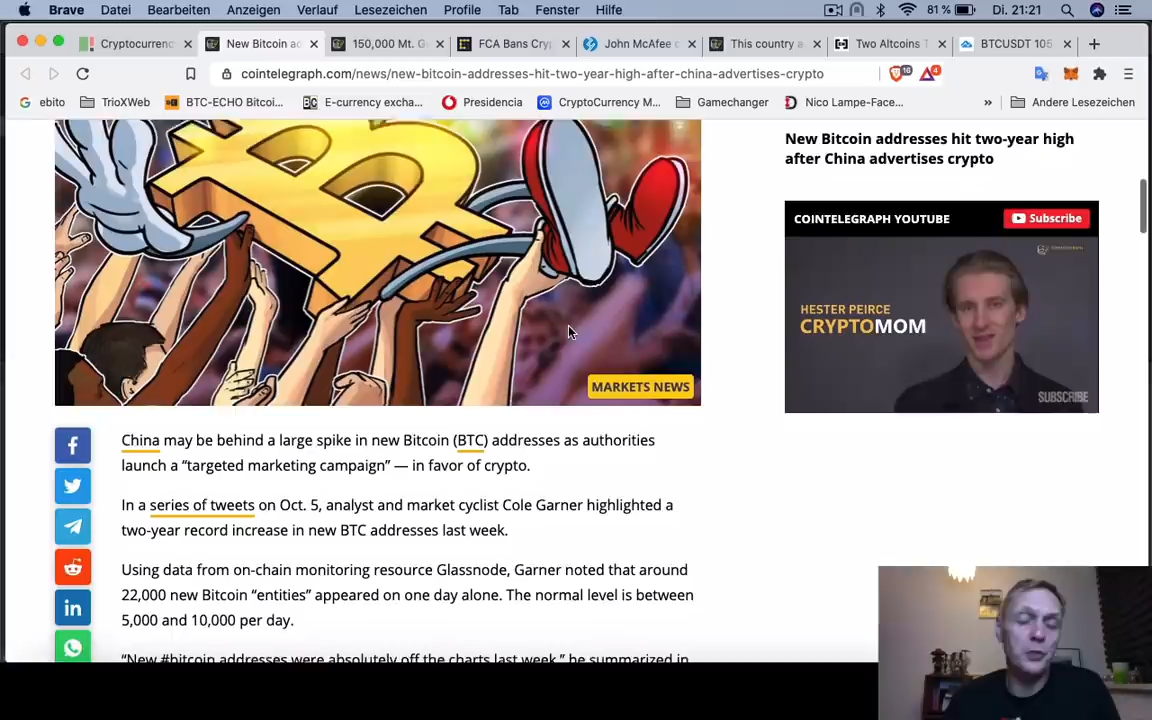 Brave Datei Bearbeiten Anzeigen Verlauf Lesezeichen Profile Tab Fenster Hilfe 81 % Di. 21:21
Cryptocurrenc New Bitcoin ad 150,000 Mt. G FCA Bans Cryp John McAfee This country a Two Altcoins T BTCUSDT 105
cointelegraph.com/news/new-bitcoin-addresses-hit-two-year-high-after-china-advertises-crypto 16 4
ebito TrioXWeb BTC-ECHO Bitcoi... E-currency excha... Presidencia CryptoCurrency M... Gamechanger Nico Lampe-Face... » Andere Lesezeichen
MARKETS NEWS
China may be behind a large spike in new Bitcoin (BTC) addresses as authorities
launch a “targeted marketing campaign” — in favor of crypto.
In a series of tweets on Oct. 5, analyst and market cyclist Cole Garner highlighted a
two-year record increase in new BTC addresses last week.
Using data from on-chain monitoring resource Glassnode, Garner noted that around
22,000 new Bitcoin “entities” appeared on one day alone. The normal level is between
5,000 and 10,000 per day.
“New #bitcoin addresses were absolutely off the charts last week,” he summarized in
New Bitcoin addresses hit two-year high
after China advertises crypto
COINTELEGRAPH YOUTUBE Subscribe
HESTER PEIRCE
CRYPTOMOM
SUBSCRIBE